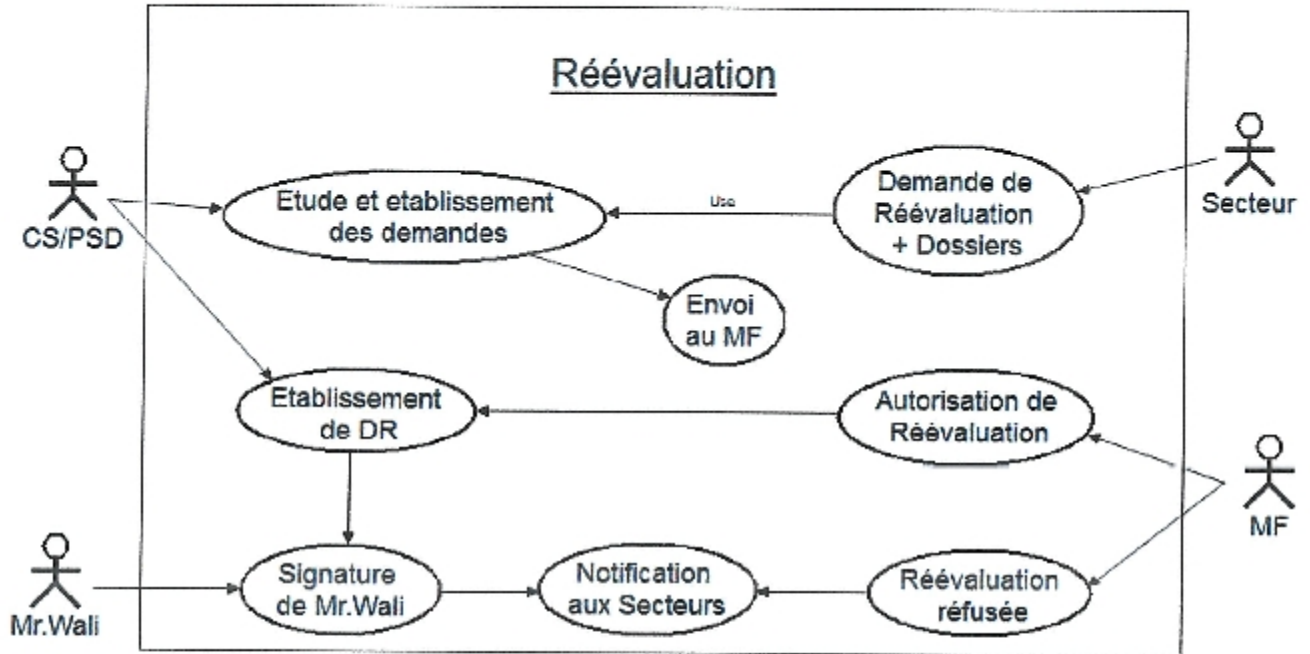 Réévaluation
CS/PSD
Etude et etablissement
des demandes
Use
Demande de
Réévaluation
+ Dossiers
Secteur
Envoi
au MF
Etablissement
de DR
Autorisation de
Réévaluation
MF
Mr.Wali
Signature
de Mr.Wali
Notification
aux Secteurs
Réévaluation
réfusée